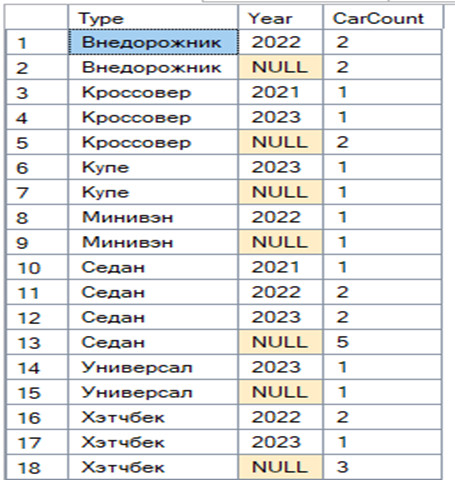 Type Year CarCount
1 Внедорожник 2022 2
2 Внедорожник NULL 2
3 Кроссовер 2021 1
4 Кроссовер 2023 1
5 Кроссовер NULL 2
6 Купе 2023 1
7 Купе NULL 1
8 Минивэн 2022 1
9 Минивэн NULL 1
10 Седан 2021 1
11 Седан 2022 2
12 Седан 2023 2
13 Седан NULL 5
14 Универсал 2023 1
15 Универсал NULL 1
16 Хэтчбек 2022 2
17 Хэтчбек 2023 1
18 Хэтчбек NULL 3